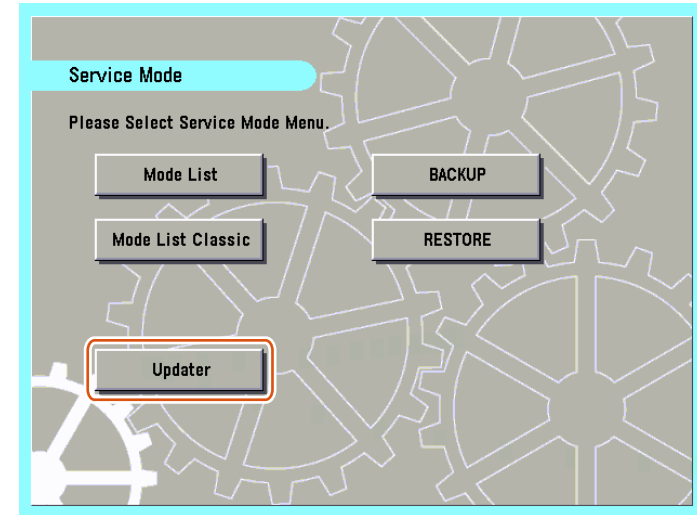 Service Mode
Please Select Service Mode Menu.
Mode List
BACKUP
Mode List Classic
RESTORE
Updater